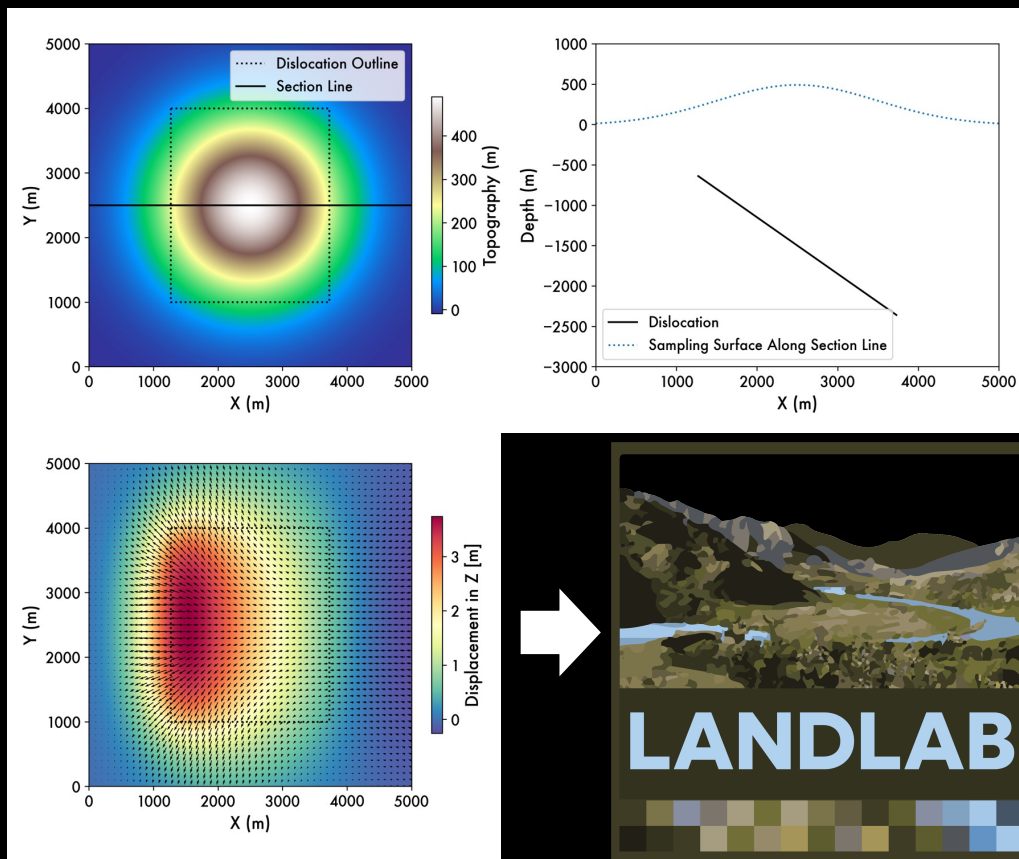 5000
4000
3000
2000
1000
0
Y (m)
Dislocation Outline
Section Line
0 1000 2000 3000 4000 5000
X (m)
400
300
200
100
0
Topography (m)
1000
500
0
−500
−1000
−1500
−2000
−2500
−3000
Depth (m)
Dislocation
Sampling Surface Along Section Line
0 1000 2000 3000 4000 5000
X (m)
5000
4000
3000
2000
1000
0
Y (m)
0 1000 2000 3000 4000 5000
X (m)
3
2
1
0
Displacement in Z [m]
LANDLAB